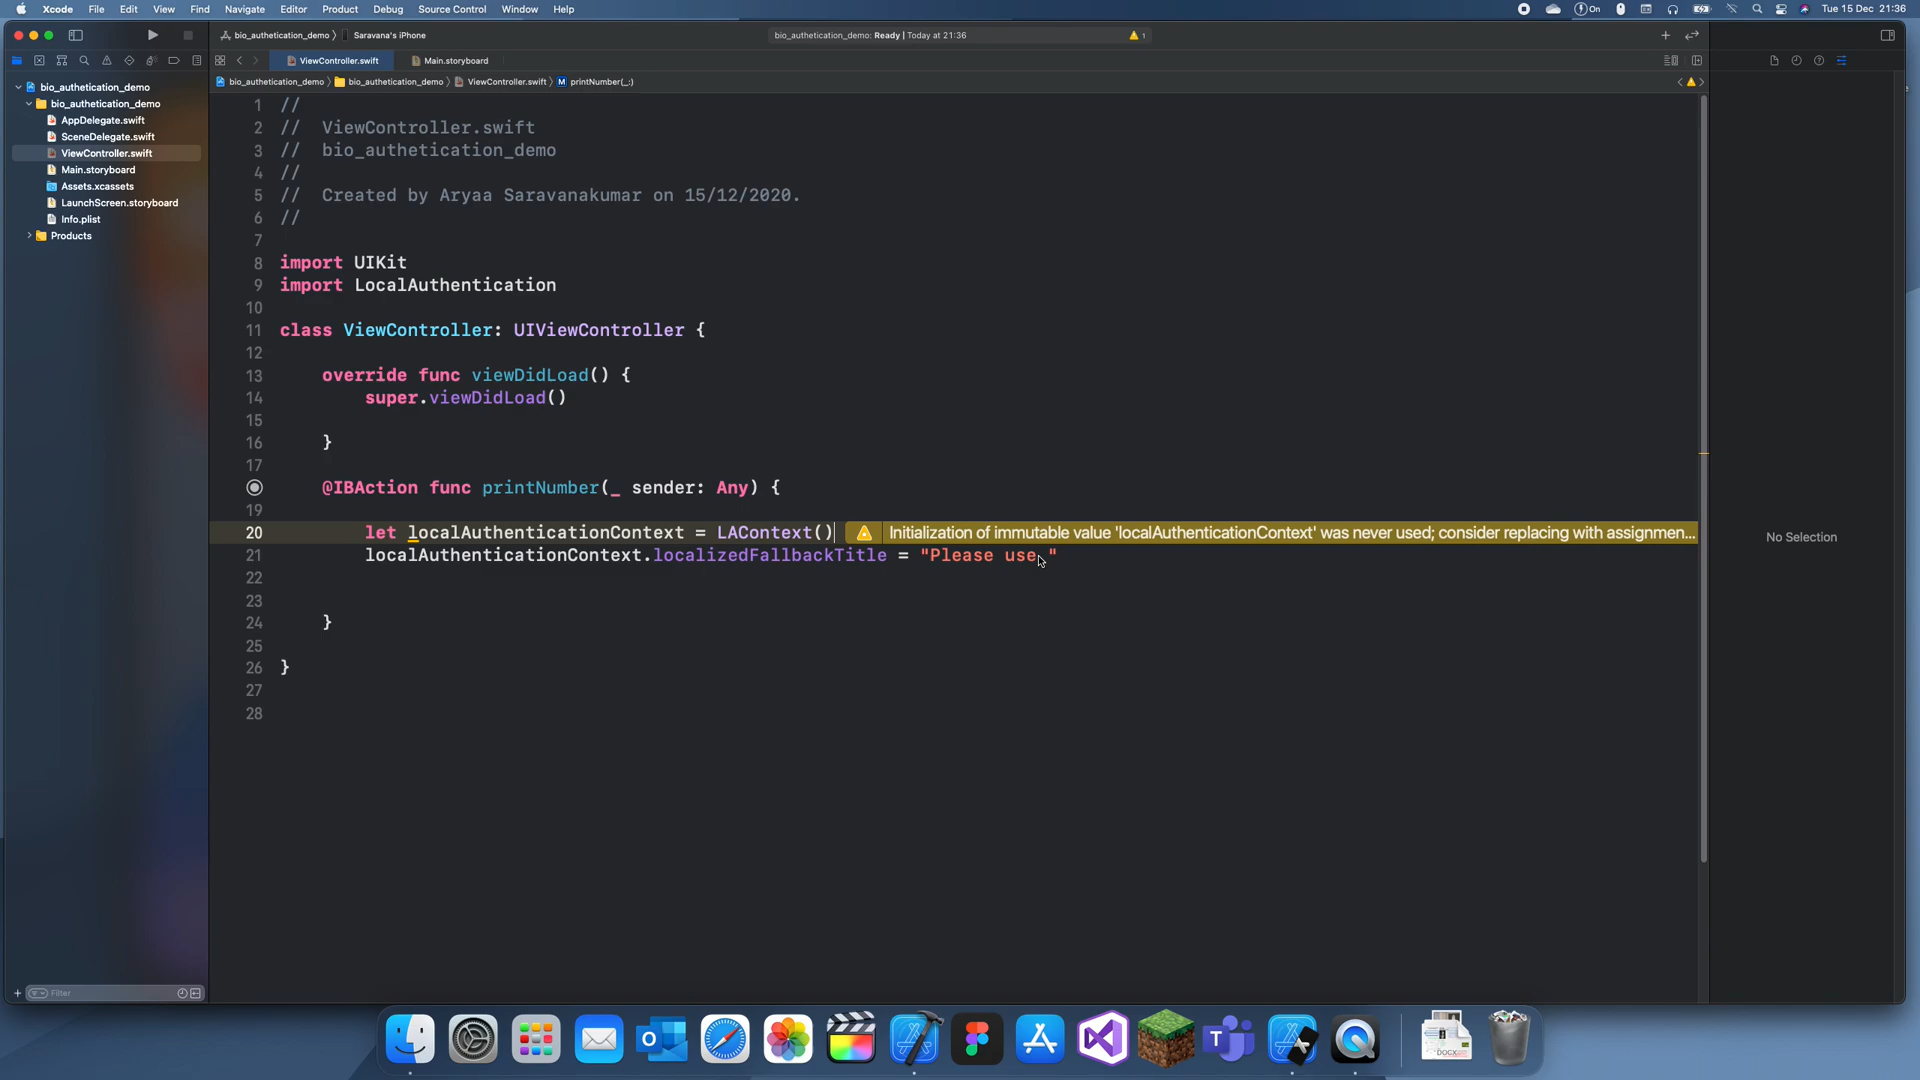 Xcode File Edit View Find Navigate Editor Product Debug Source Control Window Help
On
Tue 15 Dec 21:36
bio_authetication_demo
Saravana's iPhone
bio_authetication_demo: Ready | Today at 21:36
1
ViewController.swift
Main.storyboard
bio_authetication_demo
bio_authetication_demo
ViewController.swift
M printNumber(_:)
bio_authetication_demo
bio_authetication_demo
AppDelegate.swift
SceneDelegate.swift
ViewController.swift
Main.storyboard
Assets.xcassets
LaunchScreen.storyboard
Info.plist
Products
1 //
2 // ViewController.swift
3 // bio_authetication_demo
4 //
5 // Created by Aryaa Saravanakumar on 15/12/2020.
6 //
7
8 import UIKit
9 import LocalAuthentication
10
11 class ViewController: UIViewController {
12
13 override func viewDidLoad() {
14 super.viewDidLoad()
15
16 }
17
@IBAction func printNumber(_ sender: Any) {
19
20 let localAuthenticationContext = LAContext()
Initialization of immutable value 'localAuthenticationContext' was never used; consider replacing with assignmen...
21 localAuthenticationContext.localizedFallbackTitle = "Please use "
22
23
24 }
25
26 }
27
28
No Selection
Filter
DOCX